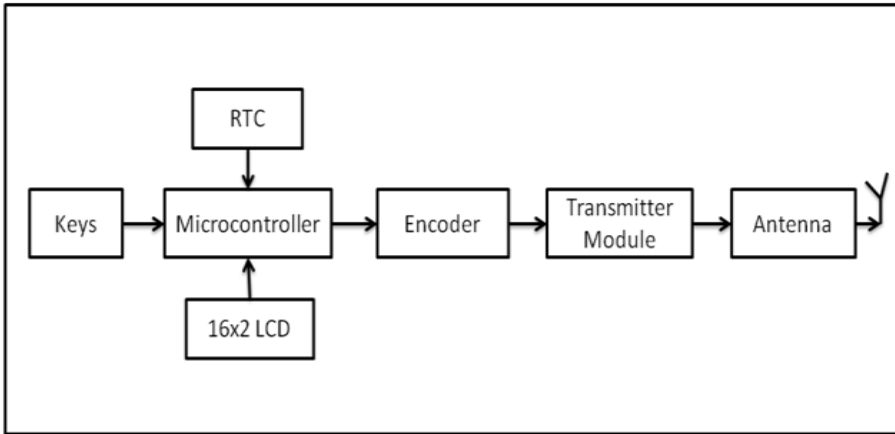 RTC
Keys
Microcontroller
Encoder
Transmitter
Module
Antenna
16x2 LCD